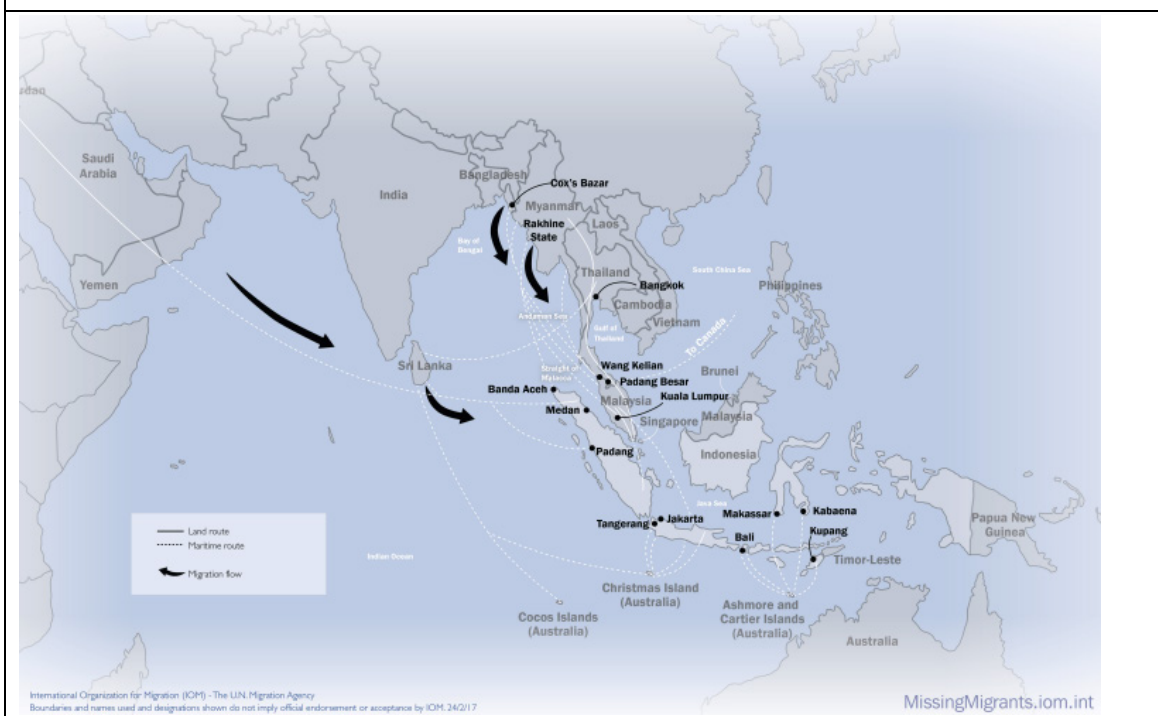 udan
Saudi
Arabia
Yemen
India
Bangladesh
Cox's Bazar
Myanmar
Rakhine
State
Laos
Bay of
Bengal
Thailand
South China Sea
Bangkok
Philippines
Cambodia
Andaman Sea
Gulf of
Thailand
Vietnam
To Canada
Sri Lanka
Straight of
Malacca
Wang Kelian
Brunei
Banda Aceh
Padang Besar
Malaysia
Kuala Lumpur
Medan
Singapore
Malaysia
Padang
Indonesia
Java Sea
Land route
Maritime route
Migration flow
Tangerang
Jakarta
Makassar
Kabaena
Kupang
Papua New
Guinea
Bali
Timor-Leste
Indian Ocean
Christmas Island
(Australia)
Cocos Islands
(Australia)
Ashmore and
Cartier Islands
(Australia)
Australia
International Organization for Migration (IOM) - The U.N. Migration Agency
Boundaries and names used and designations shown do not imply official endorsement or acceptance by IOM. 24/2/17
MissingMigrants.iom.int